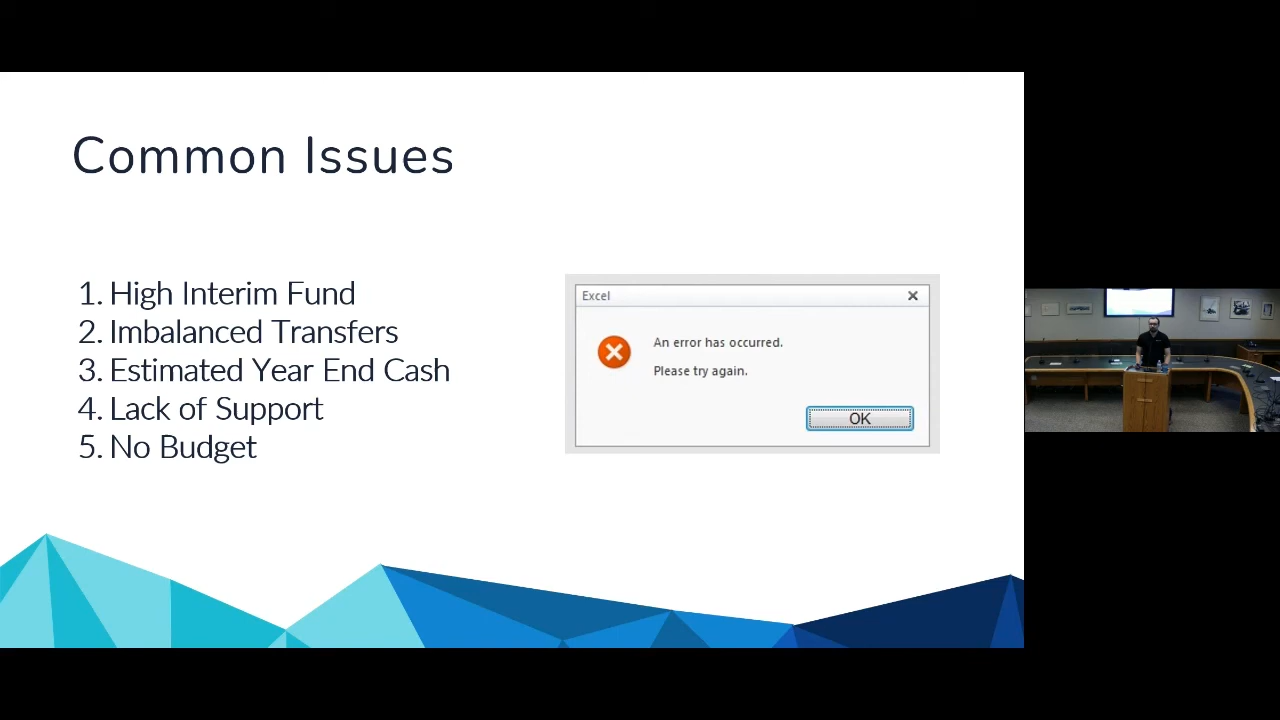 Common Issues
1. High Interim Fund
2. Imbalanced Transfers
3. Estimated Year End Cash
4. Lack of Support
5. No Budget
Excel
An error has occurred.
Please try again.
OK